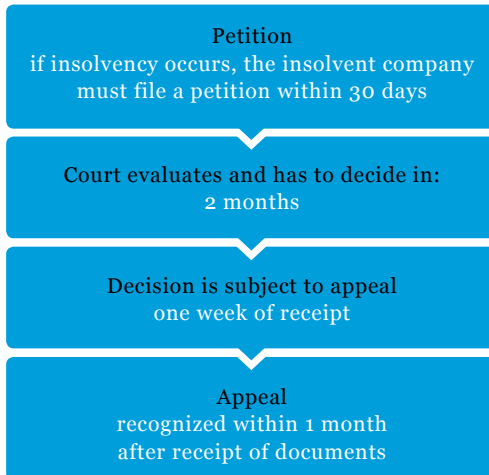 Petition
if insolvency occurs, the insolvent company
must file a petition within 30 days
Court evaluates and has to decide in:
2 months
Decision is subject to appeal
one week of receipt
Appeal
recognized within 1 month
after receipt of documents